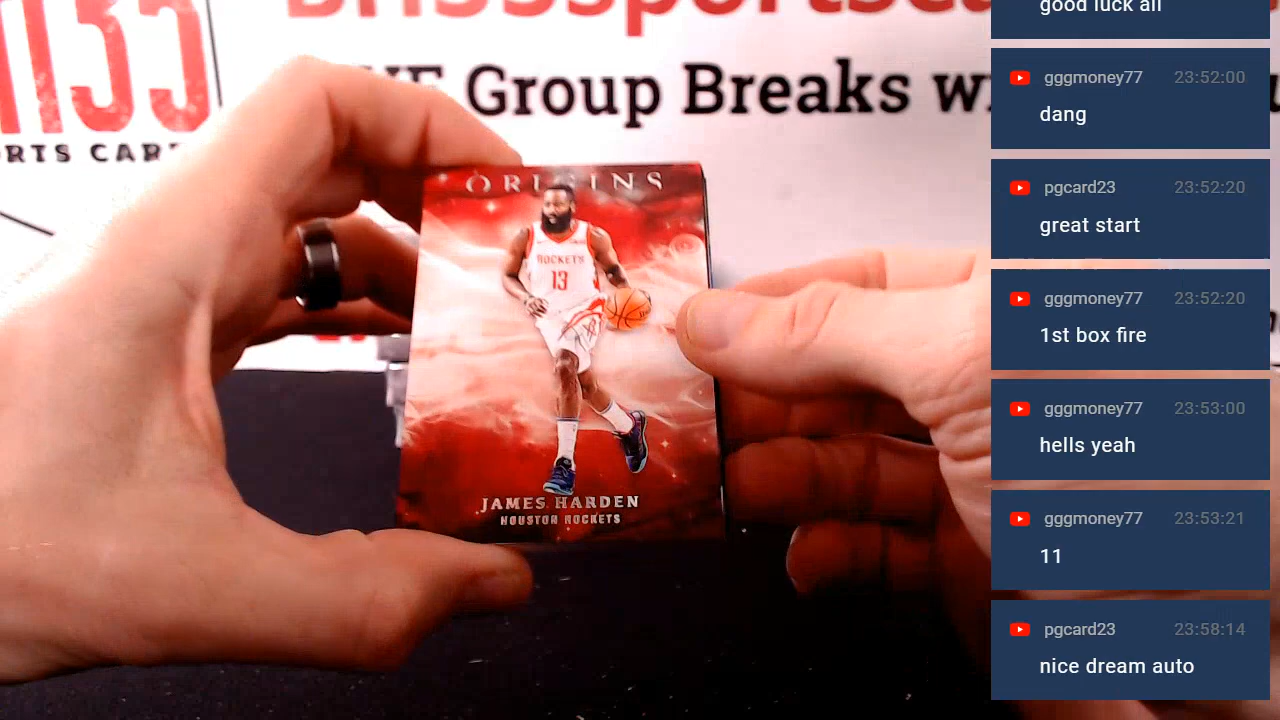 Group Breaks
ORIGINS
ROCKETS
13
JAMES HARDEN
HOUSTON ROCKETS
good luck all
gggmoney77 23:52:00
dang
pgcard23 23:52:20
great start
gggmoney77 23:52:20
1st box fire
gggmoney77 23:53:00
hells yeah
gggmoney77 23:53:21
11
pgcard23 23:58:14
nice dream auto